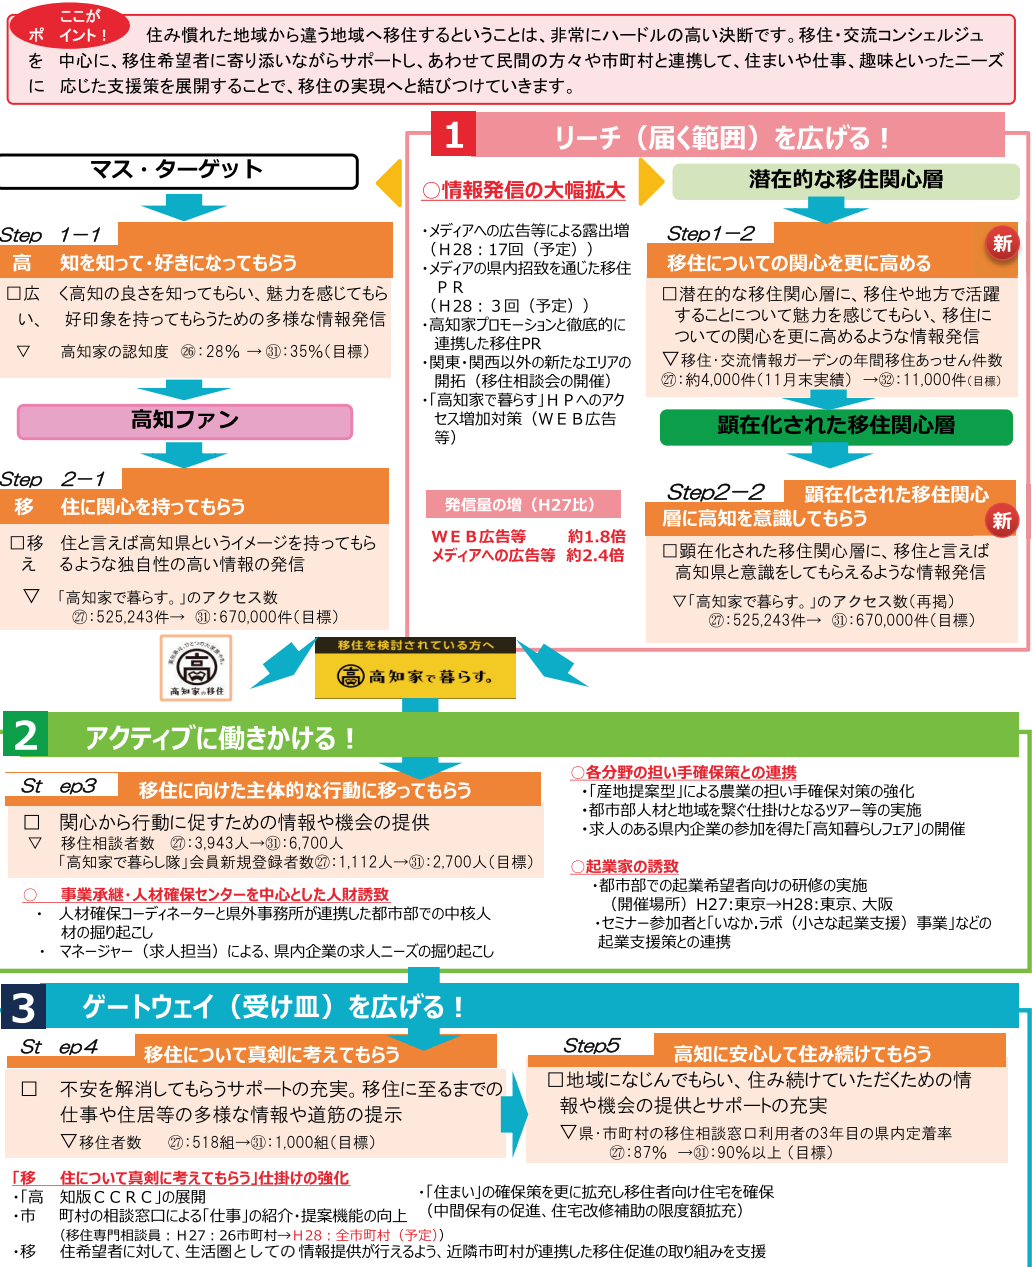 ここが
ポイント！
住み慣れた地域から違う地域へ移住するということは、非常にハードルの高い決断です。移住・交流コンシェルジュ
を中心に、移住希望者に寄り添いながらサポートし、あわせて民間の方々や市町村と連携して、住まいや仕事、趣味といったニーズ
に応じた支援策を展開することで、移住の実現へと結びつけていきます。
1 リーチ（届く範囲）を広げる！
マス・ターゲット
Step 1－1
高知を知って・好きになってもらう
□広く高知の良さを知ってもらい、魅力を感じてもら
い、好印象を持ってもらうための多様な情報発信
▽ 高知家の認知度 ㉖：28％ → ㉛：35％(目標)
高知ファン
Step 2－1
移住に関心を持ってもらう
□移住と言えば高知県というイメージを持ってもら
えるような独自性の高い情報の発信
▽ 「高知家で暮らす。」のアクセス数
㉗：525,243件→ ㉛：670,000件(目標)
○情報発信の大幅拡大
・メディアへの広告等による露出増
（Ｈ28：17回（予定））
・メディアの県内招致を通じた移住
ＰＲ
（Ｈ28：３回（予定））
・高知家プロモーションと徹底的に
連携した移住PR
・関東・関西以外の新たなエリアの
開拓（移住相談会の開催）
・「高知家で暮らす」ＨＰへのアク
セス増加対策（ＷＥＢ広告
等）
発信量の増（H27比）
ＷＥＢ広告等 約1.8倍
メディアへの広告等 約2.4倍
潜在的な移住関心層
Step1－2
新
移住についての関心を更に高める
□潜在的な移住関心層に、移住や地方で活躍
することについて魅力を感じてもらい、移住に
ついての関心を更に高めるような情報発信
▽移住・交流情報ガーデンの年間移住あっせん件数
㉗：約4,000件(11月末実績) →㉜：11,000件(目標)
顕在化された移住関心層
Step2－2 顕在化された移住関心
層に高知を意識してもらう
新
□顕在化された移住関心層に、移住と言えば
高知県と意識をしてもらえるような情報発信
▽「高知家で暮らす。」のアクセス数(再掲)
㉗：525,243件→ ㉛：670,000件(目標)
高
高知家の移住
移住を検討されている方へ
高 高知家で暮らす。
2 アクティブに働きかける！
Step3 移住に向けた主体的な行動に移ってもらう
□ 関心から行動に促すための情報や機会の提供
▽ 移住相談者数 ㉗：3,943人→㉛：6,700人
「高知家で暮らし隊」会員新規登録者数㉗：1,112人→㉛：2,700人(目標)
○ 事業承継・人材確保センターを中心とした人財誘致
・ 人材確保コーディネーターと県外事務所が連携した都市部での中核人
材の掘り起こし
・ マネージャー（求人担当）による、県内企業の求人ニーズの掘り起こし
○各分野の担い手確保策との連携
・「産地提案型」による農業の担い手確保対策の強化
・都市部人材と地域を繋ぐ仕掛けとなるツアー等の実施
・求人のある県内企業の参加を得た「高知暮らしフェア」の開催
○起業家の誘致
・都市部での起業希望者向けの研修の実施
（開催場所）H27：東京→H28：東京、大阪
・セミナー参加者と「いなか.ラボ（小さな起業支援）事業」などの
起業支援策との連携
3 ゲートウェイ（受け皿）を広げる！
Step4 移住について真剣に考えてもらう
□ 不安を解消してもらうサポートの充実。移住に至るまでの
仕事や住居等の多様な情報や道筋の提示
▽移住者数 ㉗：518組→㉛：1,000組(目標)
Step5 高知に安心して住み続けてもらう
□地域になじんでもらい、住み続けていただくための情
報や機会の提供とサポートの充実
▽県・市町村の移住相談窓口利用者の3年目の県内定着率
㉗：87％ →㉛：90％以上 (目標)
「移住について真剣に考えてもらう」仕掛けの強化
・「高知版ＣＣＲＣ」の展開
・市町村の相談窓口による「仕事」の紹介・提案機能の向上
（移住専門相談員：Ｈ27：26市町村→Ｈ28：全市町村（予定））
・移住希望者に対して、生活圏としての情報提供が行えるよう、近隣市町村が連携した移住促進の取り組みを支援
・「住まい」の確保策を更に拡充し移住者向け住宅を確保
（中間保有の促進、住宅改修補助の限度額拡充）